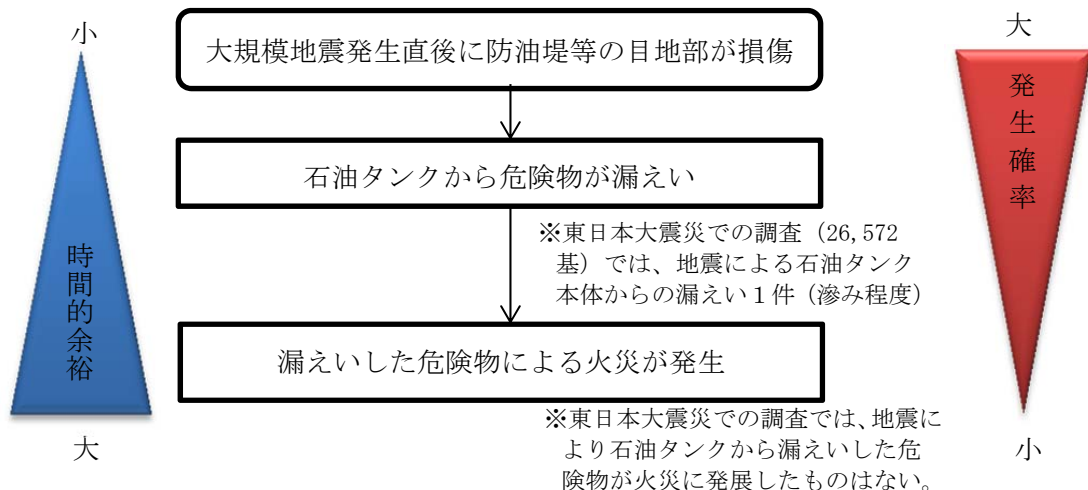 小
大
大規模地震発生直後に防油堤等の目地部が損傷
発生確率
石油タンクから危険物が漏えい
※東日本大震災での調査（26,572
基）では、地震による石油タンク
本体からの漏えい１件（滲み程度）
時間的余裕
漏えいした危険物による火災が発生
※東日本大震災での調査では、地震に
より石油タンクから漏えいした危
険物が火災に発展したものはない。
大
小